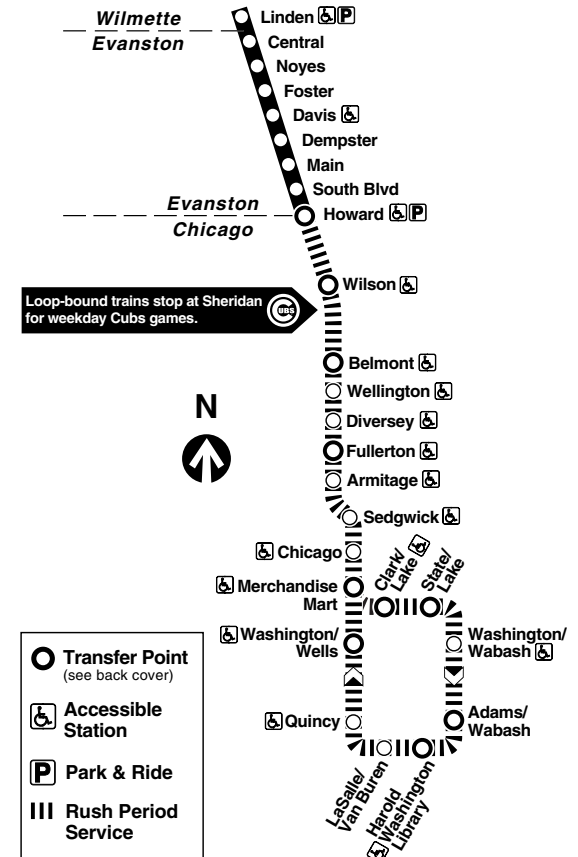 Wilmette
Evanston
Linden P
Central
Noyes
Foster
Davis
Dempster
Main
South Blvd
Evanston
Chicago
Howard P
Wilson
Loop-bound trains stop at Sheridan
for weekday Cubs games.
CUBS
Belmont
Wellington
N
Diversey
Fullerton
Armitage
Sedgwick
Chicago
Clark/
Lake
State/
Lake
Merchandise
Mart
Washington/
Wells
Washington/
Wabash
Quincy
Adams/
Wabash
LaSalle/
Van Buren
Harold
Washington
Library
Transfer Point
(see back cover)
Accessible
Station
P Park & Ride
Rush Period
Service